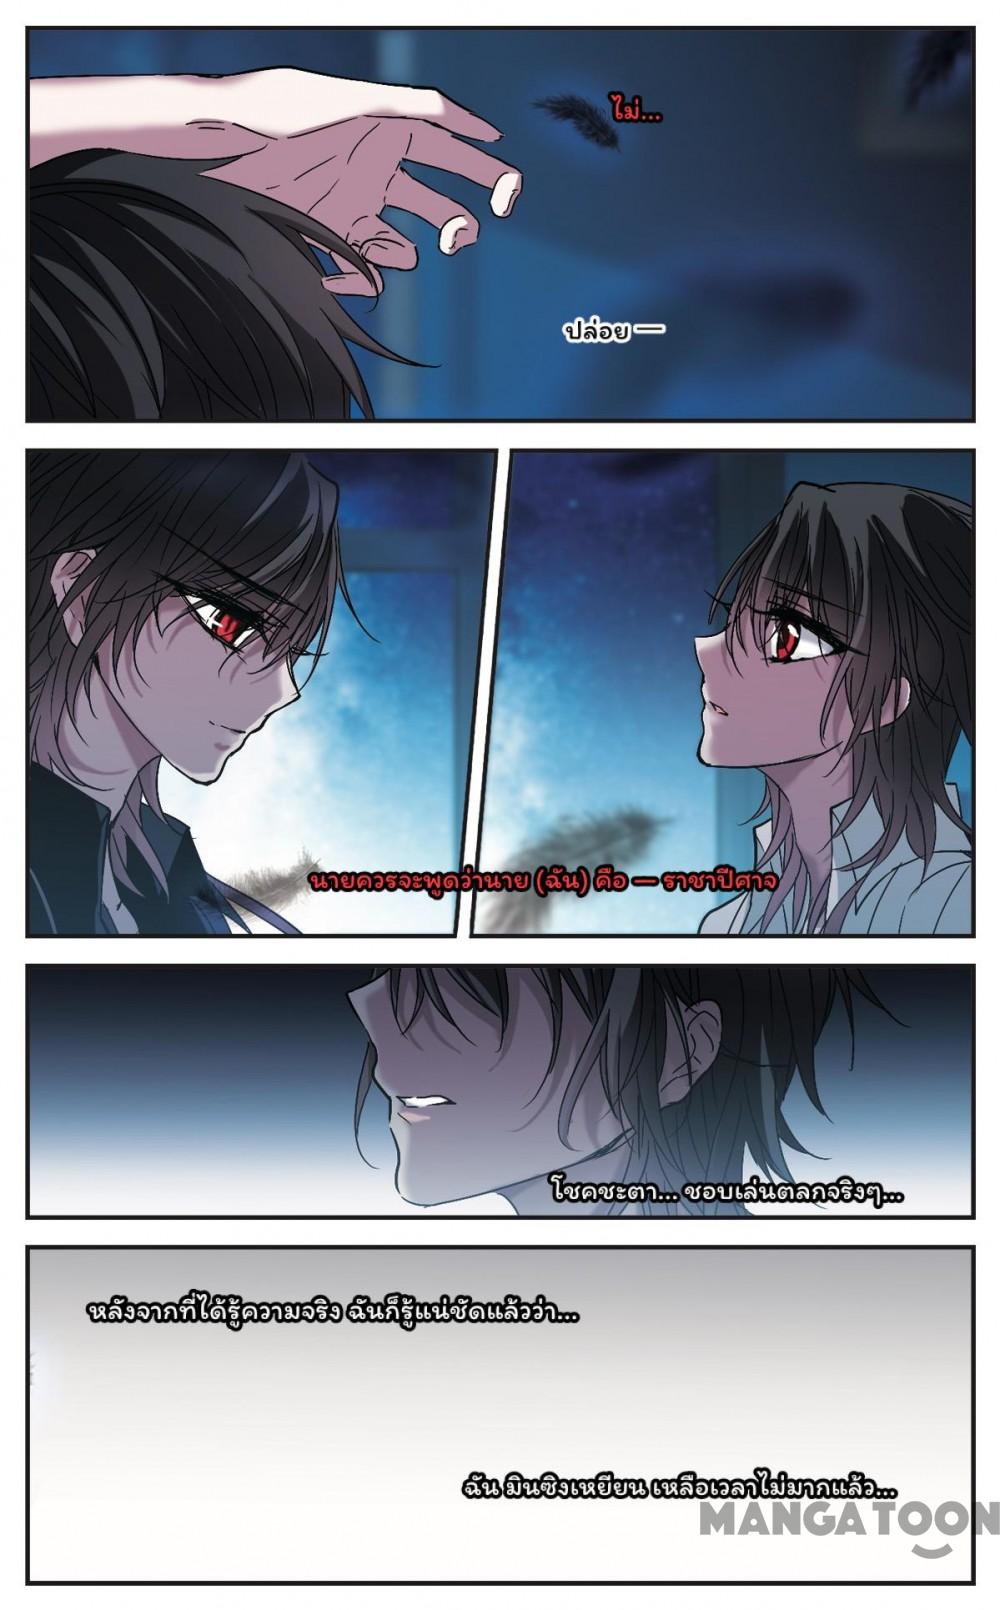 ไม่...
ปล่อย —
นายควรจะพูดว่านาย (ฉัน) คือ — ราชาปีศาจ
โชคชะตา... ชอบเล่นตลกจริงๆ...
หลังจากที่ได้รู้ความจริง ฉันก็รู้แน่ชัดแล้วว่า...
ฉัน มินซิงเหยียน เหลือเวลาไม่มากแล้ว...
MANGATOON